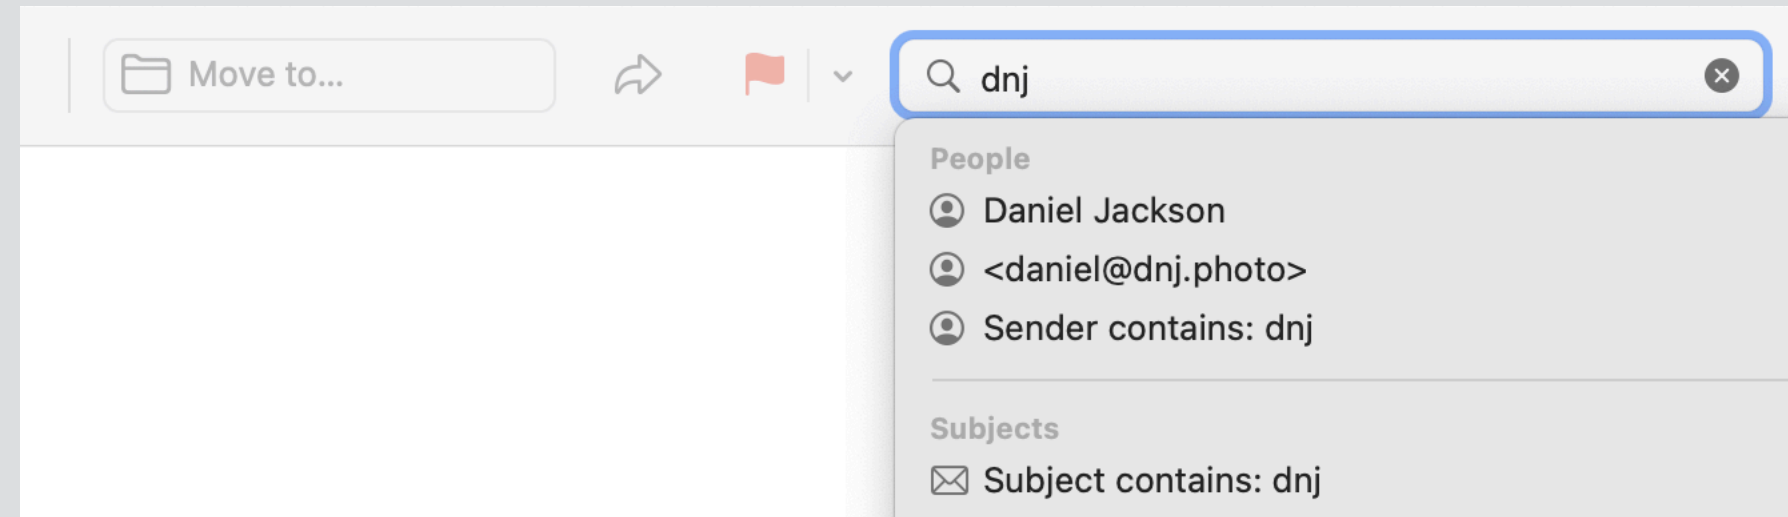 Move to...
dnj
People
Daniel Jackson
<daniel@dnj.photo>
Sender contains: dnj
Subjects
Subject contains: dnj